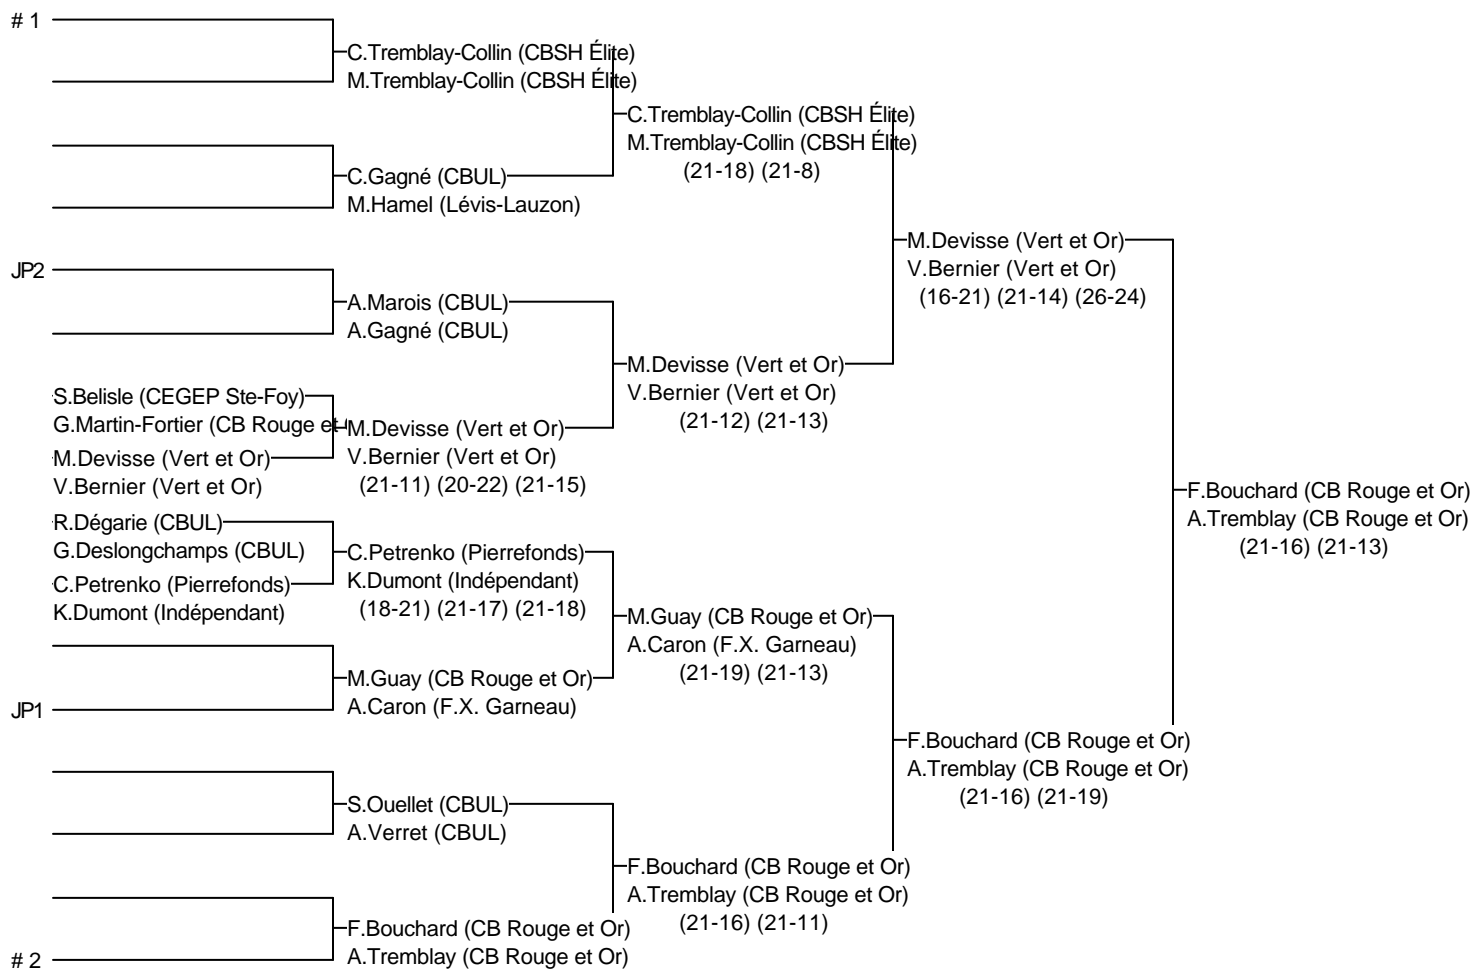 # 1
C.Tremblay-Collin (CBSH Élite)
M.Tremblay-Collin (CBSH Élite)
C.Tremblay-Collin (CBSH Élite)
M.Tremblay-Collin (CBSH Élite)
(21-18) (21-8)
C.Gagné (CBUL)
M.Hamel (Lévis-Lauzon)
M.Devisse (Vert et Or)
V.Bernier (Vert et Or)
(16-21) (21-14) (26-24)
JP2
A.Marois (CBUL)
A.Gagné (CBUL)
M.Devisse (Vert et Or)
V.Bernier (Vert et Or)
(21-12) (21-13)
S.Belisle (CEGEP Ste-Foy)
G.Martin-Fortier (CB Rouge et
M.Devisse (Vert et Or)
V.Bernier (Vert et Or)
M.Devisse (Vert et Or)
V.Bernier (Vert et Or)
(21-11) (20-22) (21-15)
F.Bouchard (CB Rouge et Or)
A.Tremblay (CB Rouge et Or)
(21-16) (21-13)
R.Dégarie (CBUL)
G.Deslongchamps (CBUL)
C.Petrenko (Pierrefonds)
K.Dumont (Indépendant)
C.Petrenko (Pierrefonds)
K.Dumont (Indépendant)
(18-21) (21-17) (21-18)
M.Guay (CB Rouge et Or)
A.Caron (F.X. Garneau)
(21-19) (21-13)
M.Guay (CB Rouge et Or)
A.Caron (F.X. Garneau)
JP1
F.Bouchard (CB Rouge et Or)
A.Tremblay (CB Rouge et Or)
(21-16) (21-19)
S.Ouellet (CBUL)
A.Verret (CBUL)
F.Bouchard (CB Rouge et Or)
A.Tremblay (CB Rouge et Or)
(21-16) (21-11)
F.Bouchard (CB Rouge et Or)
A.Tremblay (CB Rouge et Or)
# 2